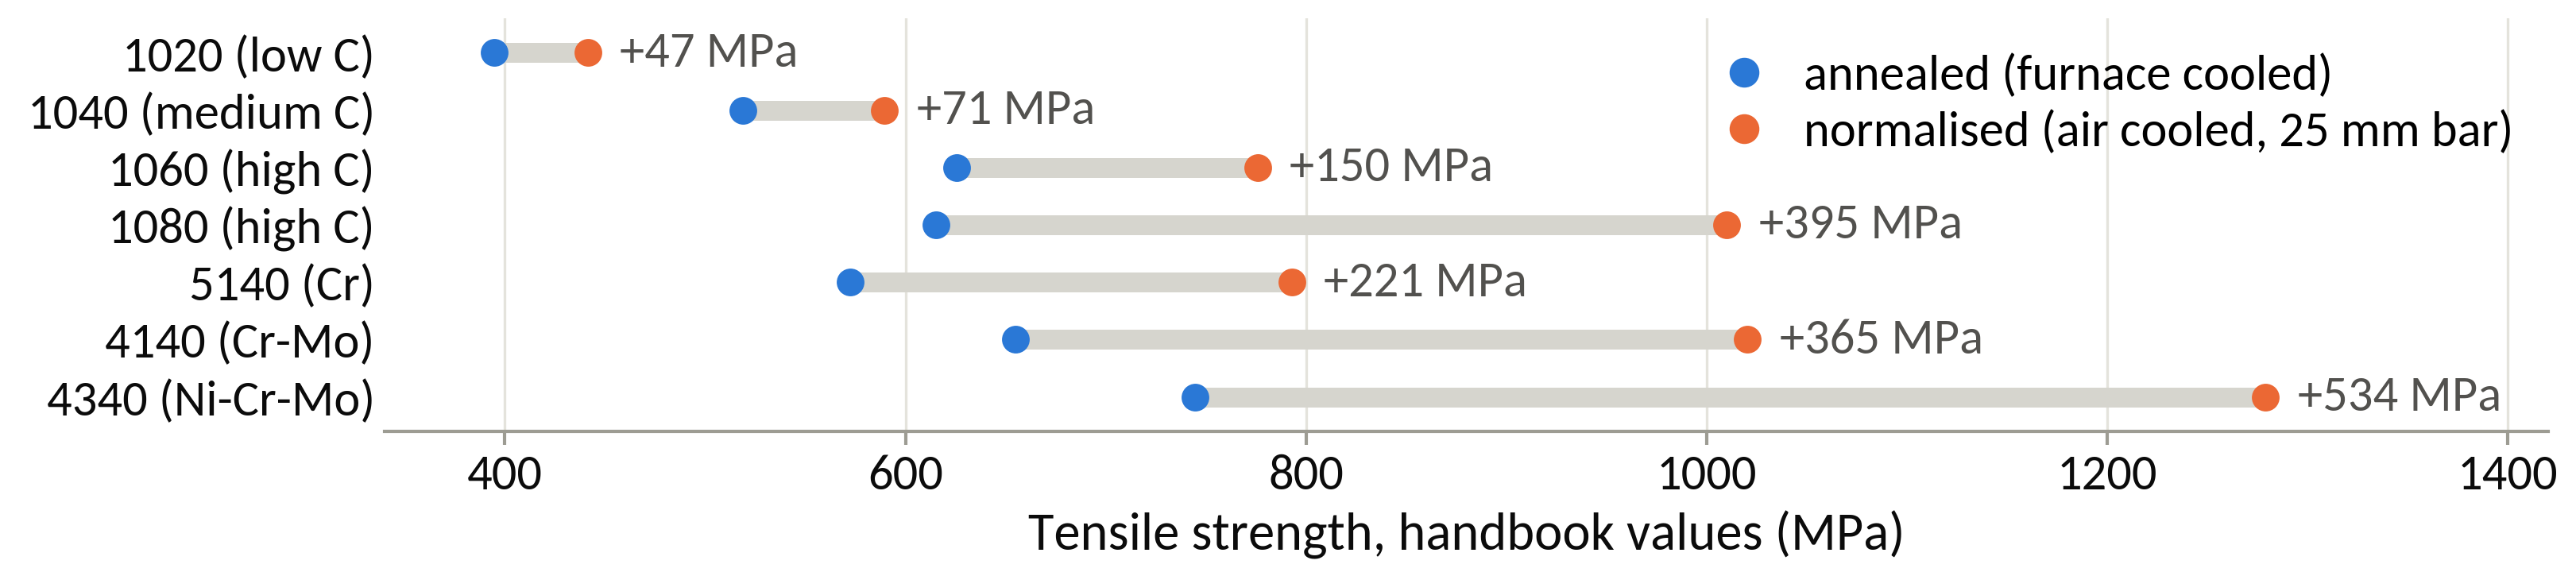 1020 (low C)
+47 MPa
1040 (medium C)
+71 MPa
1060 (high C)
+150 MPa
1080 (high C)
+395 MPa
5140 (Cr)
+221 MPa
4140 (Cr-Mo)
+365 MPa
4340 (Ni-Cr-Mo)
+534 MPa
annealed (furnace cooled)
normalised (air cooled, 25 mm bar)
400 600 800 1000 1200 1400
Tensile strength, handbook values (MPa)